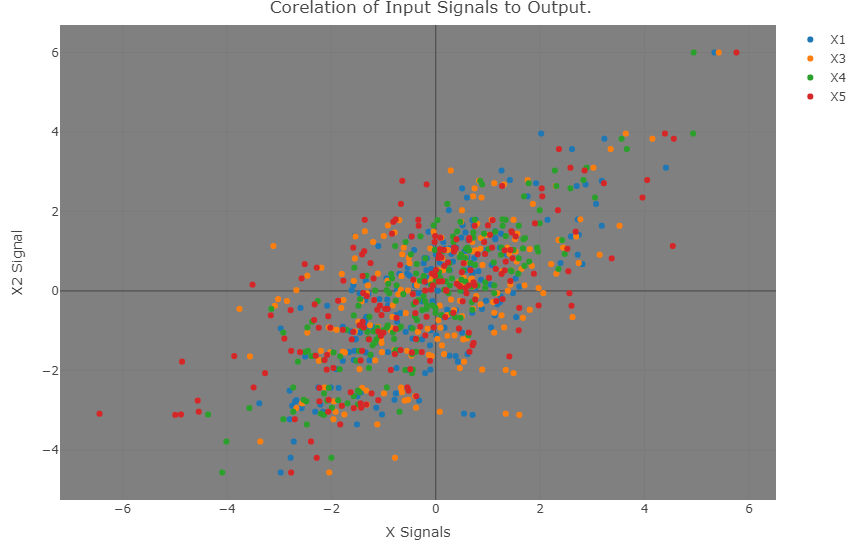 Corelation of Input Signals to Output.
X1
X3
X4
X5
6
4
2
0
−2
−4
X2 Signal
−6
−4
−2
0
2
4
6
X Signals